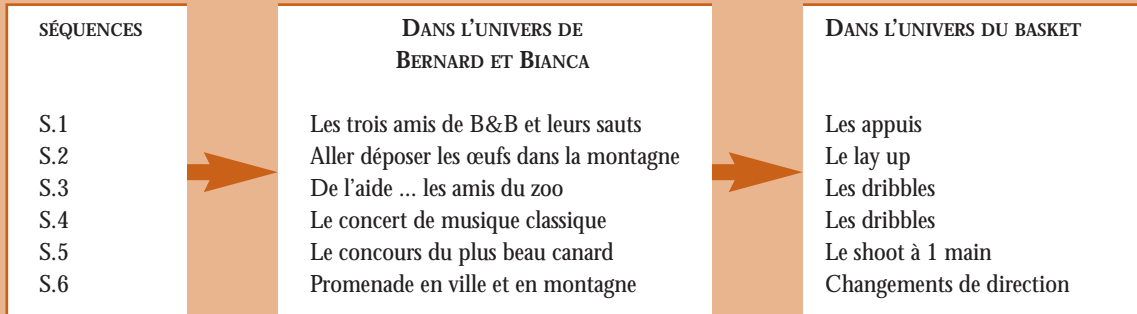 SÉQUENCES
S.1
S.2
S.3
S.4
S.5
S.6
DANS L'UNIVERS DE
BERNARD ET BIANCA
Les trois amis de B&B et leurs sauts
Aller déposer les œufs dans la montagne
De l'aide ... les amis du zoo
Le concert de musique classique
Le concours du plus beau canard
Promenade en ville et en montagne
DANS L'UNIVERS DU BASKET
Les appuis
Le lay up
Les dribbles
Les dribbles
Le shoot à 1 main
Changements de direction